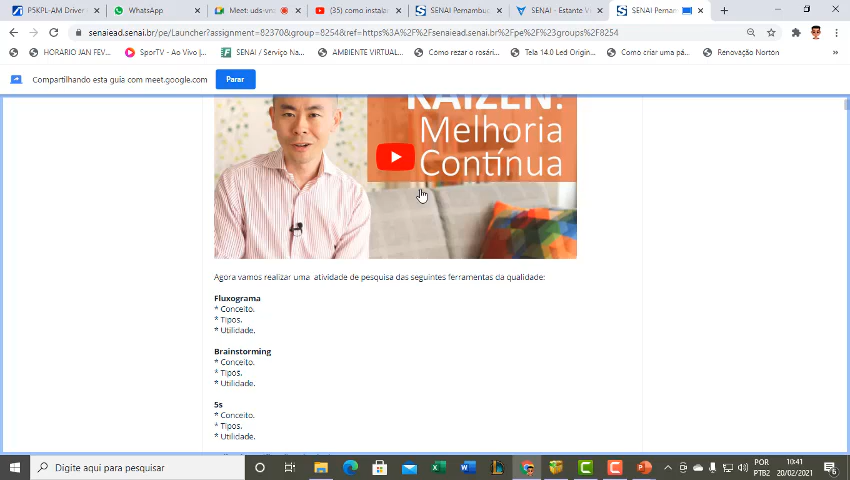 P5KPL-AM Driver
WhatsApp
Meet: uds-vn
(35) como instalar
SENAI Pernambuc
SENAI - Estante V
SENAI Pernam
senaiead.senai.br/pe/Launcher?assignment=82370&group=8254&ref=https%3A%2F%2Fsenaiead.senai.br%2Fpe%2F%23groups%2F8254
HORARIO JAN FEV...
SporTV - Ao Vivo |...
SENAI / Serviço Na...
AMBIENTE VIRTUAL...
Como rezar o rosári...
Tela 14.0 Led Origin...
Como criar uma pá...
Renovação Norton
»
Compartilhando esta guia com meet.google.com
Parar
KAIZEN:
Melhoria
Contínua
Agora vamos realizar uma atividade de pesquisa das seguintes ferramentas da qualidade:
Fluxograma
* Conceito.
* Tipos.
* Utilidade.
Brainstorming
* Conceito.
* Tipos.
* Utilidade.
5s
* Conceito.
* Tipos.
* Utilidade.
Digite aqui para pesquisar
POR
PTB2
10:41
20/02/2021